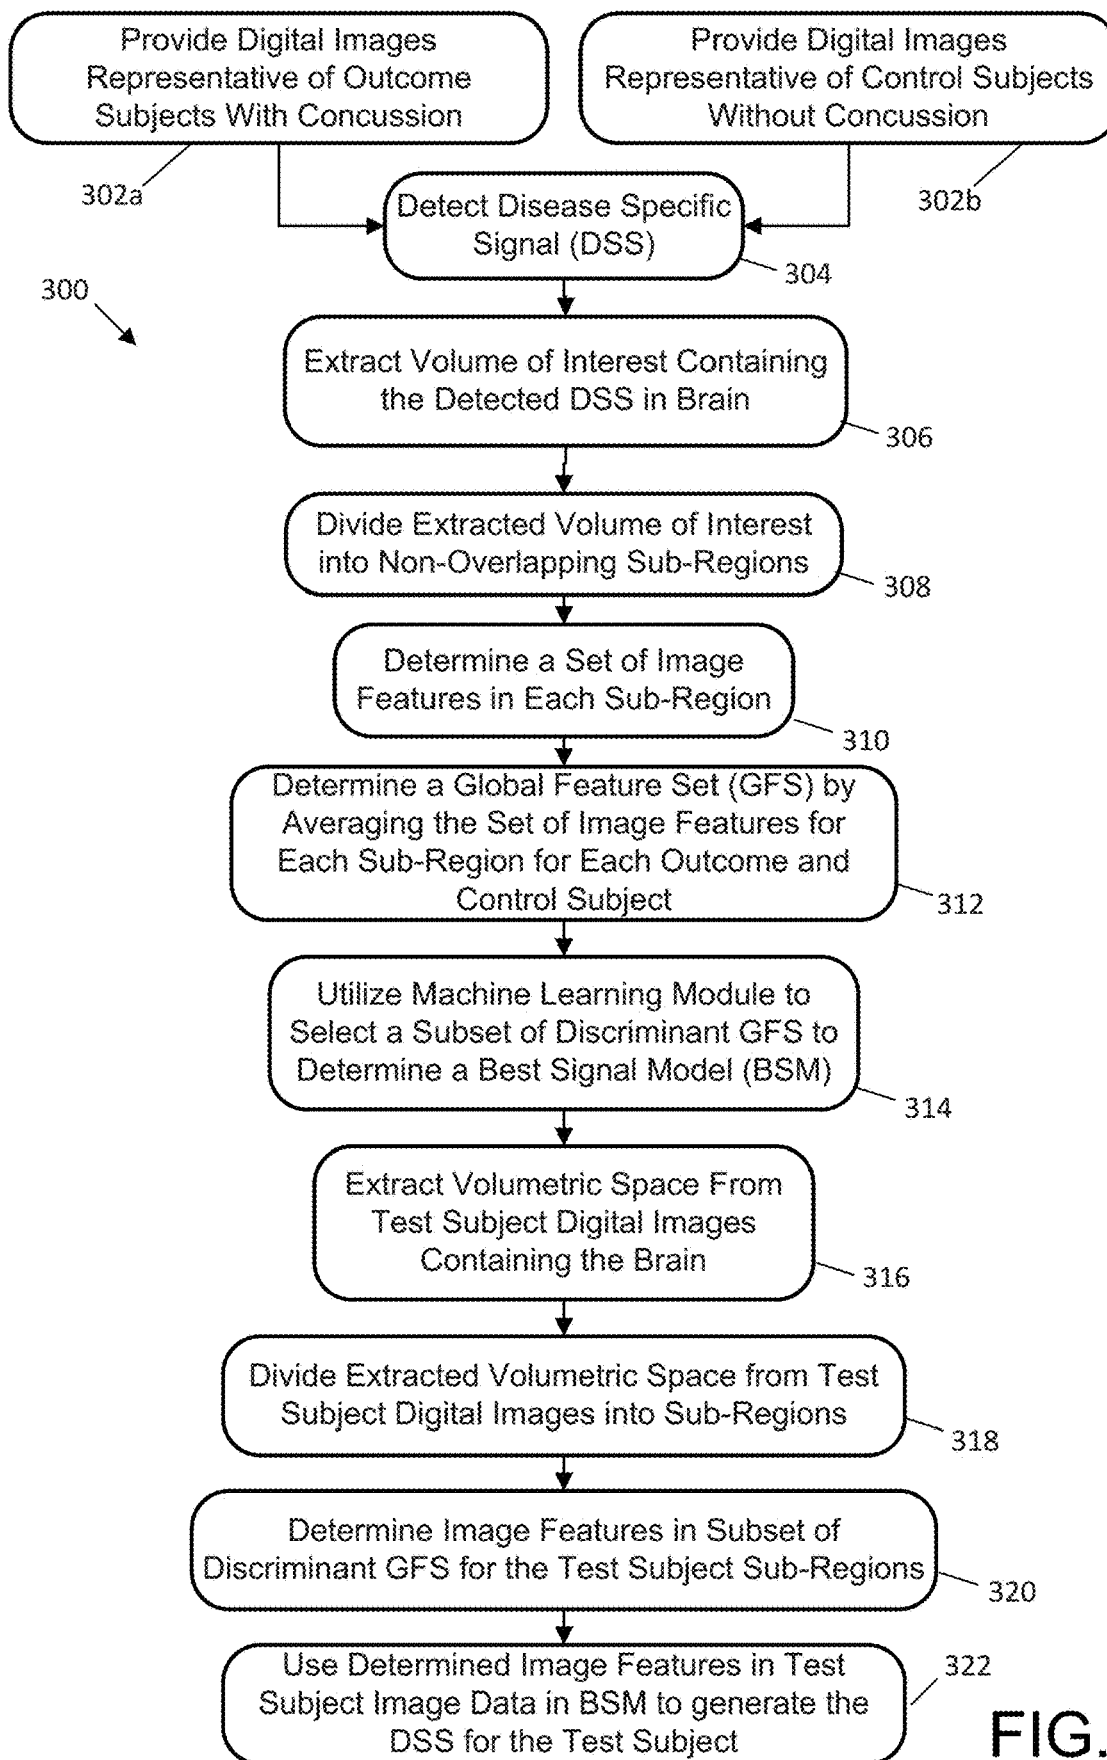 Provide Digital Images
Representative of Outcome
Subjects With Concussion
Provide Digital Images
Representative of Control Subjects
Without Concussion
302a
302b
Detect Disease Specific
Signal (DSS)
304
300
Extract Volume of Interest Containing
the Detected DSS in Brain
306
Divide Extracted Volume of Interest
into Non-Overlapping Sub-Regions
308
Determine a Set of Image
Features in Each Sub-Region
310
Determine a Global Feature Set (GFS) by
Averaging the Set of Image Features for
Each Sub-Region for Each Outcome and
Control Subject
312
Utilize Machine Learning Module to
Select a Subset of Discriminant GFS to
Determine a Best Signal Model (BSM)
314
Extract Volumetric Space From
Test Subject Digital Images
Containing the Brain
316
Divide Extracted Volumetric Space from Test
Subject Digital Images into Sub-Regions
318
Determine Image Features in Subset of
Discriminant GFS for the Test Subject Sub-Regions
320
Use Determined Image Features in Test
Subject Image Data in BSM to generate the
DSS for the Test Subject
322
FIG.